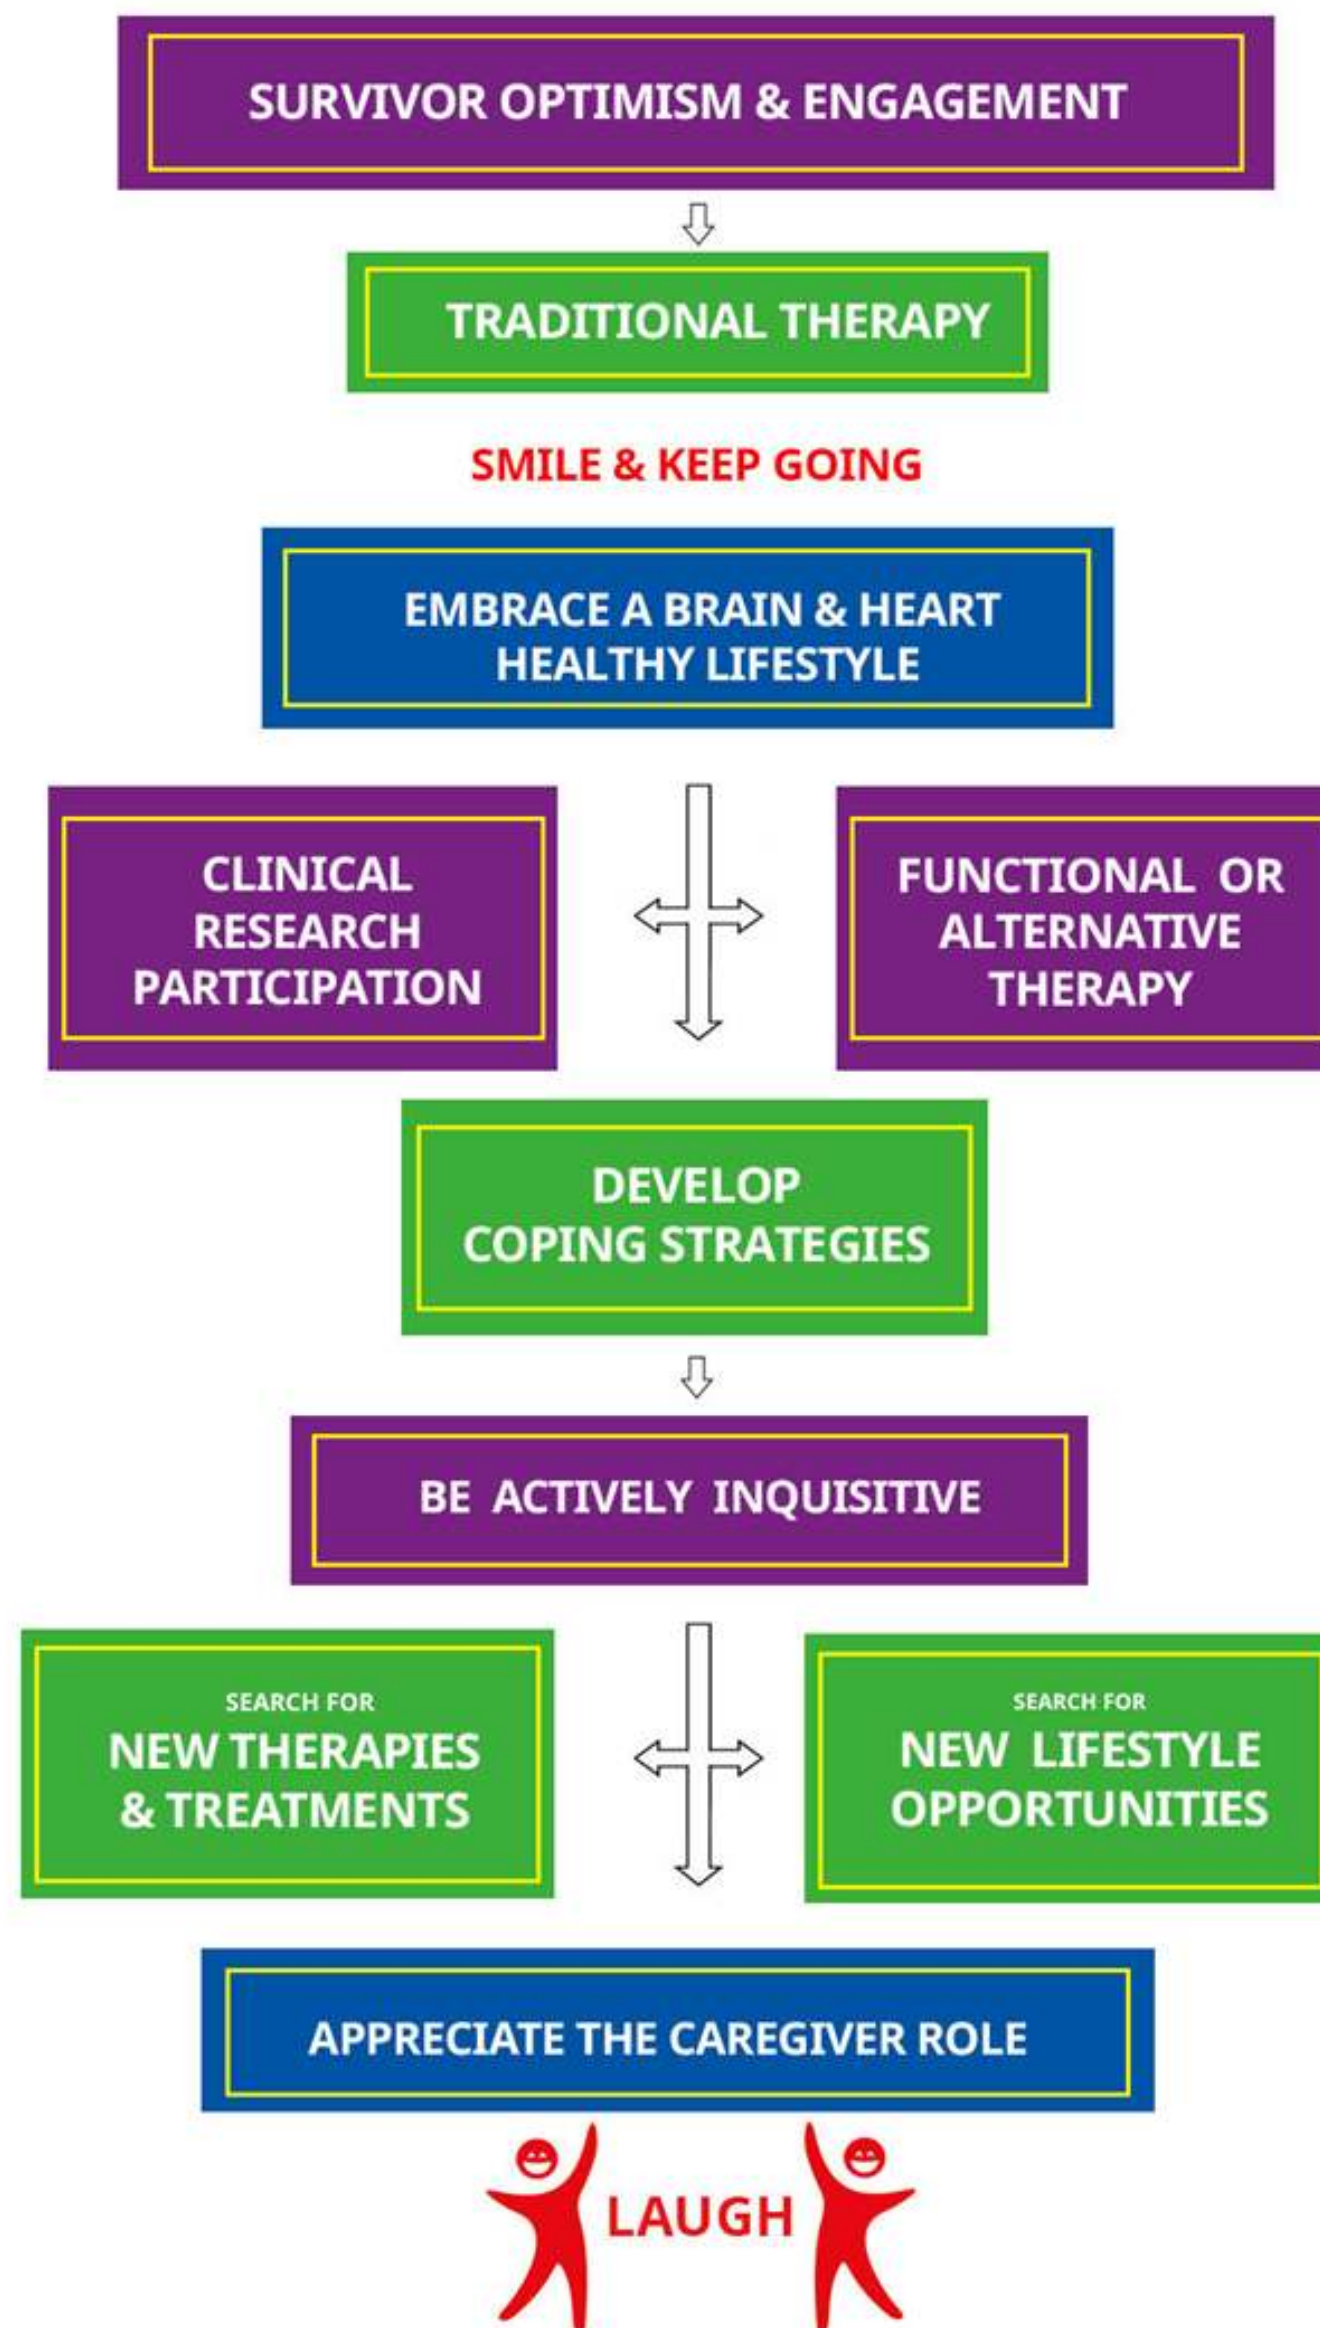 SURVIVOR OPTIMISM & ENGAGEMENT
TRADITIONAL THERAPY
SMILE & KEEP GOING
EMBRACE A BRAIN & HEART
HEALTHY LIFESTYLE
CLINICAL
RESEARCH
PARTICIPATION
FUNCTIONAL OR
ALTERNATIVE
THERAPY
DEVELOP
COPING STRATEGIES
BE ACTIVELY INQUISITIVE
SEARCH FOR
NEW THERAPIES
& TREATMENTS
SEARCH FOR
NEW LIFESTYLE
OPPORTUNITIES
APPRECIATE THE CAREGIVER ROLE
LAUGH